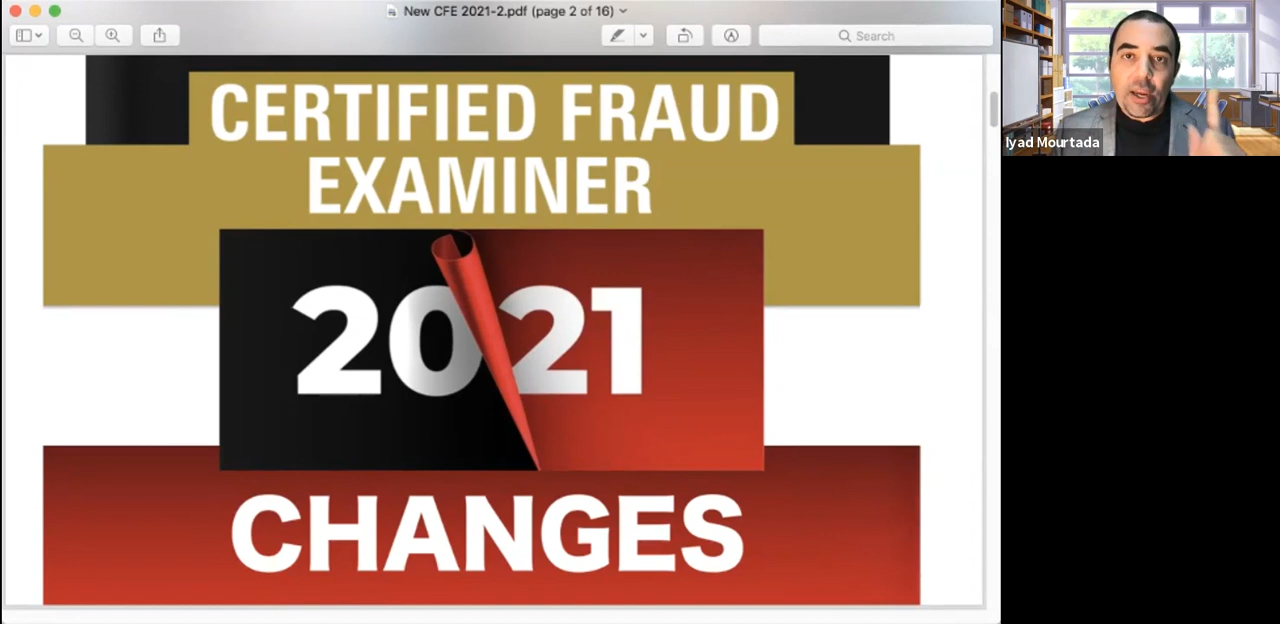 New CFE 2021-2.pdf (page 2 of 16)
Search
CERTIFIED FRAUD
EXAMINER
2021
CHANGES
Iyad Mourtada